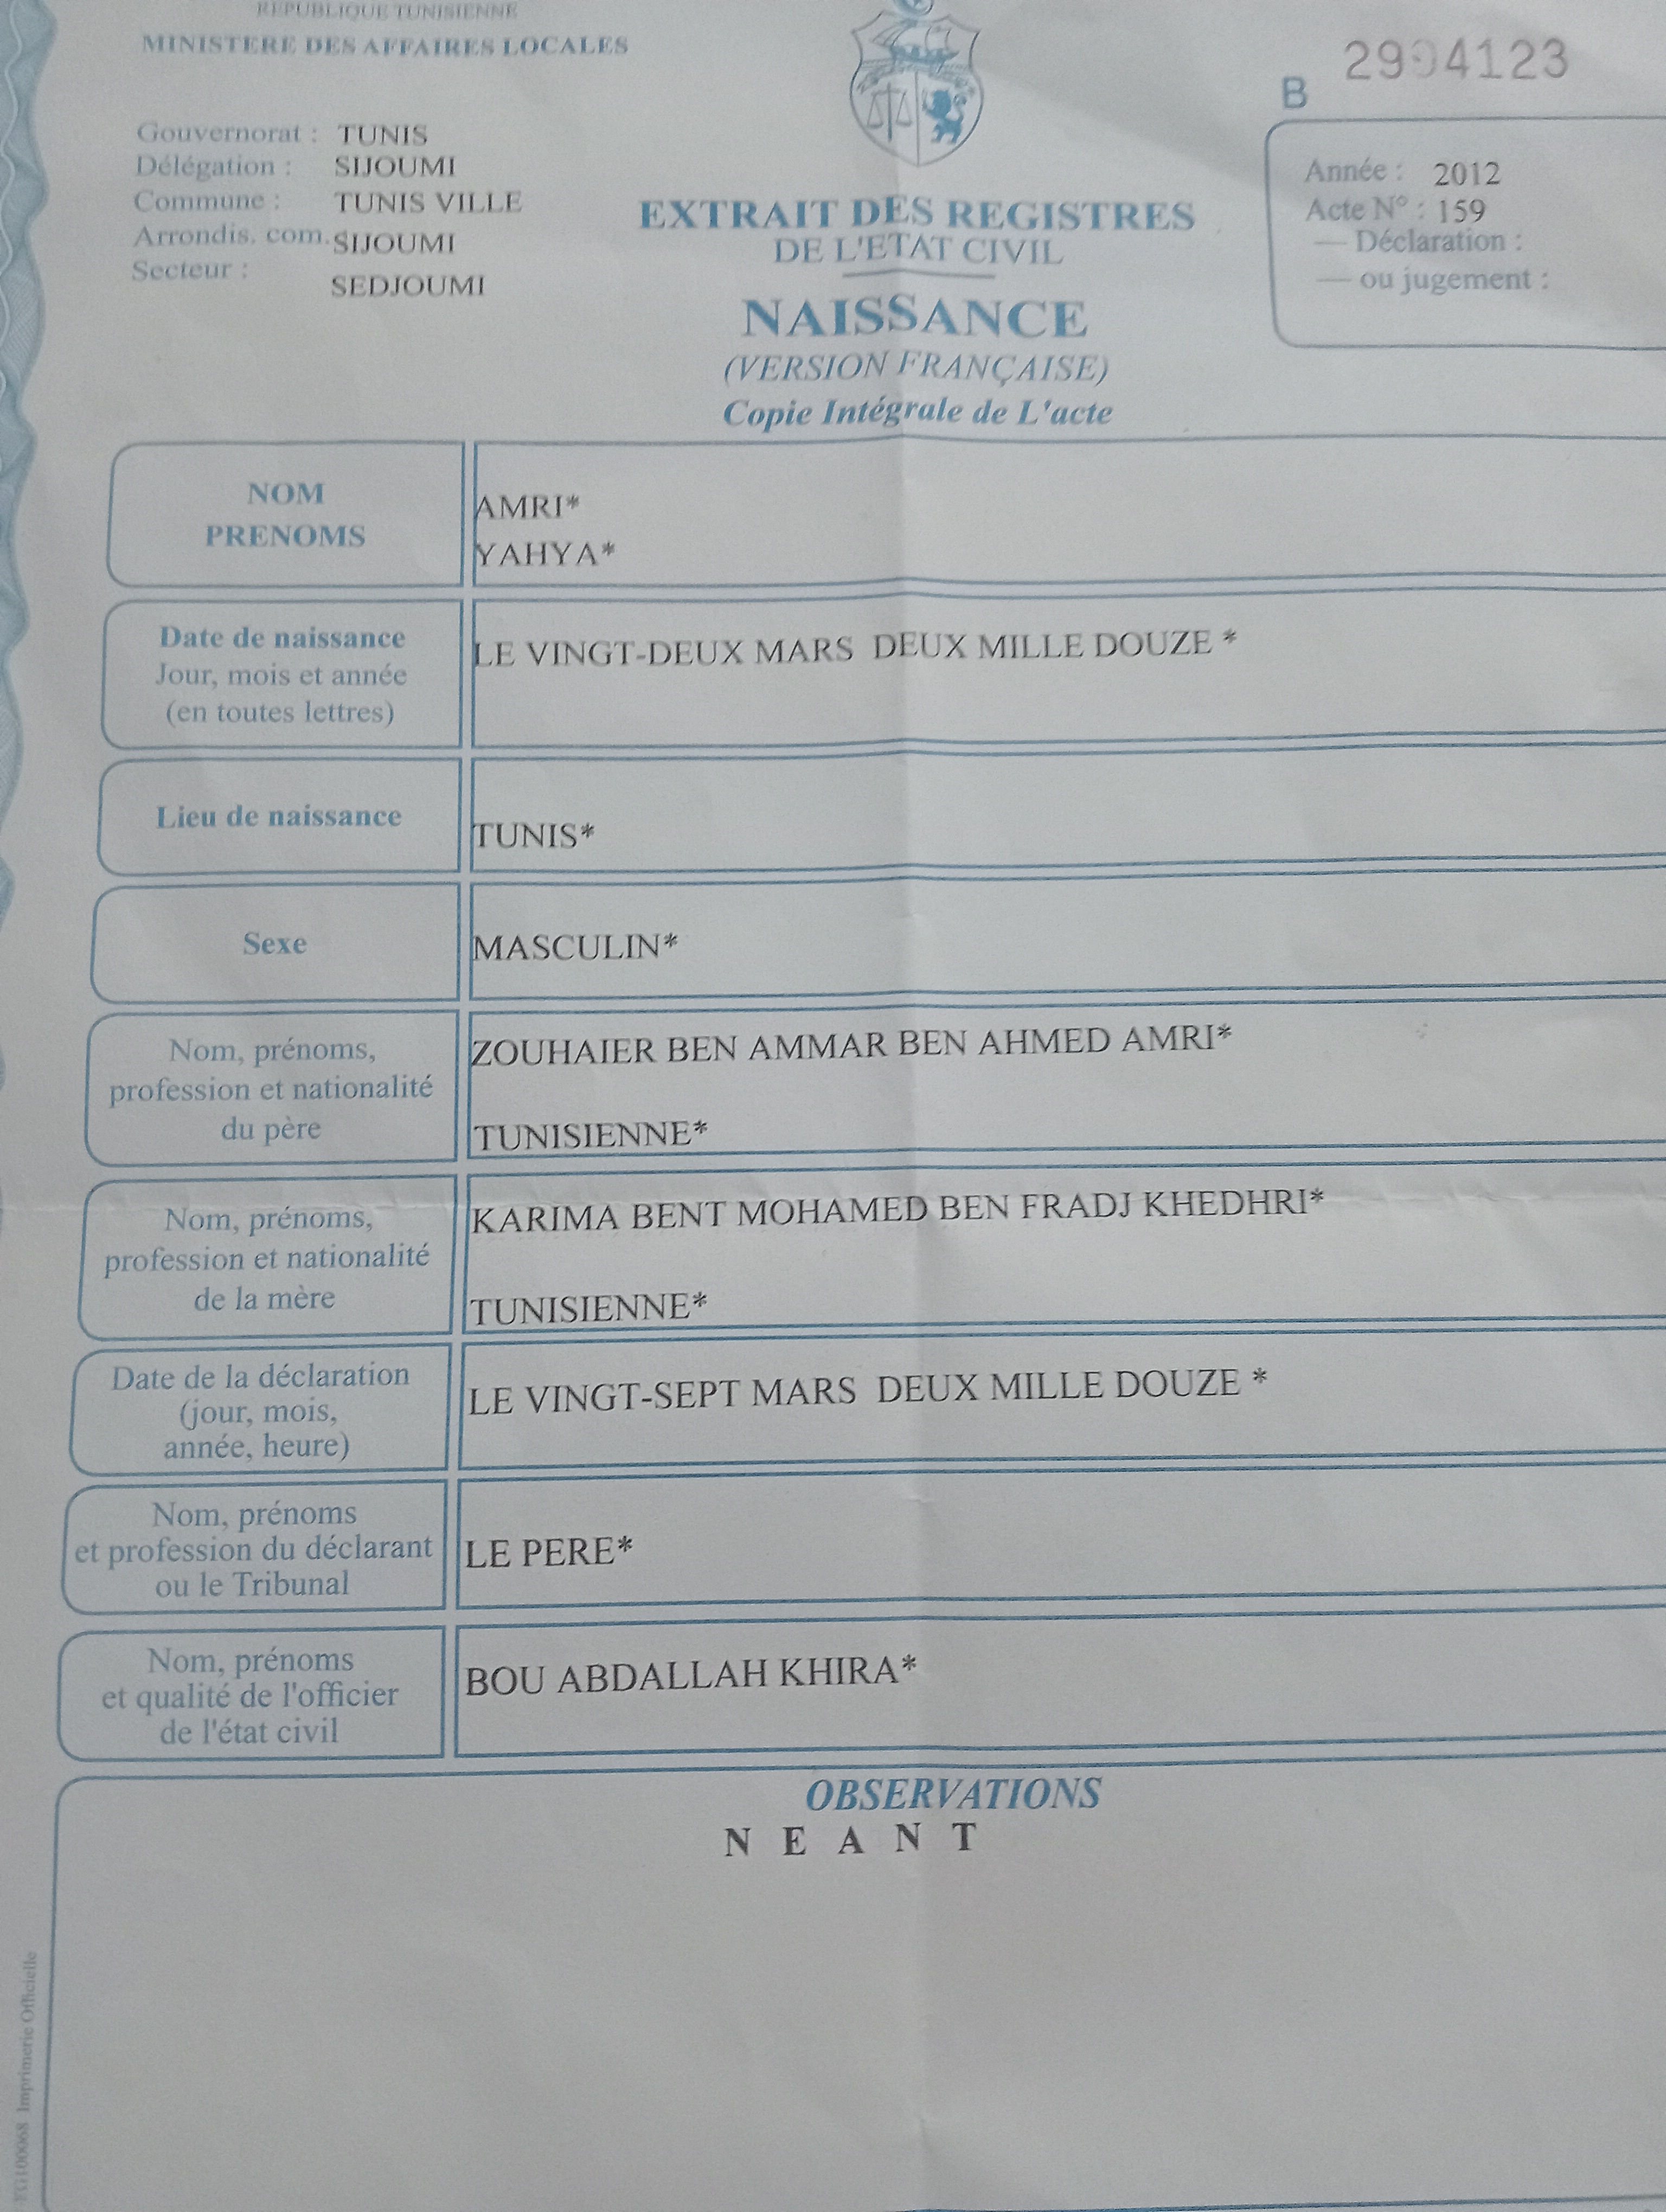 REPUBLIQUE TUNISIENNE
MINISTERE DES AFFAIRES LOCALES
B 2994123
Gouvernorat : TUNIS
Délégation : SIJOUMI
Commune : TUNIS VILLE
Arrondis. com. SIJOUMI
Secteur : SEDJOUMI
EXTRAIT DES REGISTRES
DE L'ETAT CIVIL
NAISSANCE
(VERSION FRANÇAISE)
Copie Intégrale de L'acte
Année : 2012
Acte N° : 159
— Déclaration :
— ou jugement :
NOM
PRENOMS
AMRI*
YAHYA*
Date de naissance
Jour, mois et année
(en toutes lettres)
LE VINGT-DEUX MARS DEUX MILLE DOUZE *
Lieu de naissance
TUNIS*
Sexe
MASCULIN*
Nom, prénoms,
profession et nationalité
du père
ZOUHAIER BEN AMMAR BEN AHMED AMRI*
TUNISIENNE*
Nom, prénoms,
profession et nationalité
de la mère
KARIMA BENT MOHAMED BEN FRADJ KHEDHRI*
TUNISIENNE*
Date de la déclaration
(jour, mois,
année, heure)
LE VINGT-SEPT MARS DEUX MILLE DOUZE *
Nom, prénoms
et profession du déclarant
ou le Tribunal
LE PERE*
Nom, prénoms
et qualité de l'officier
de l'état civil
BOU ABDALLAH KHIRA*
OBSERVATIONS
N E A N T
Imprimerie Officielle